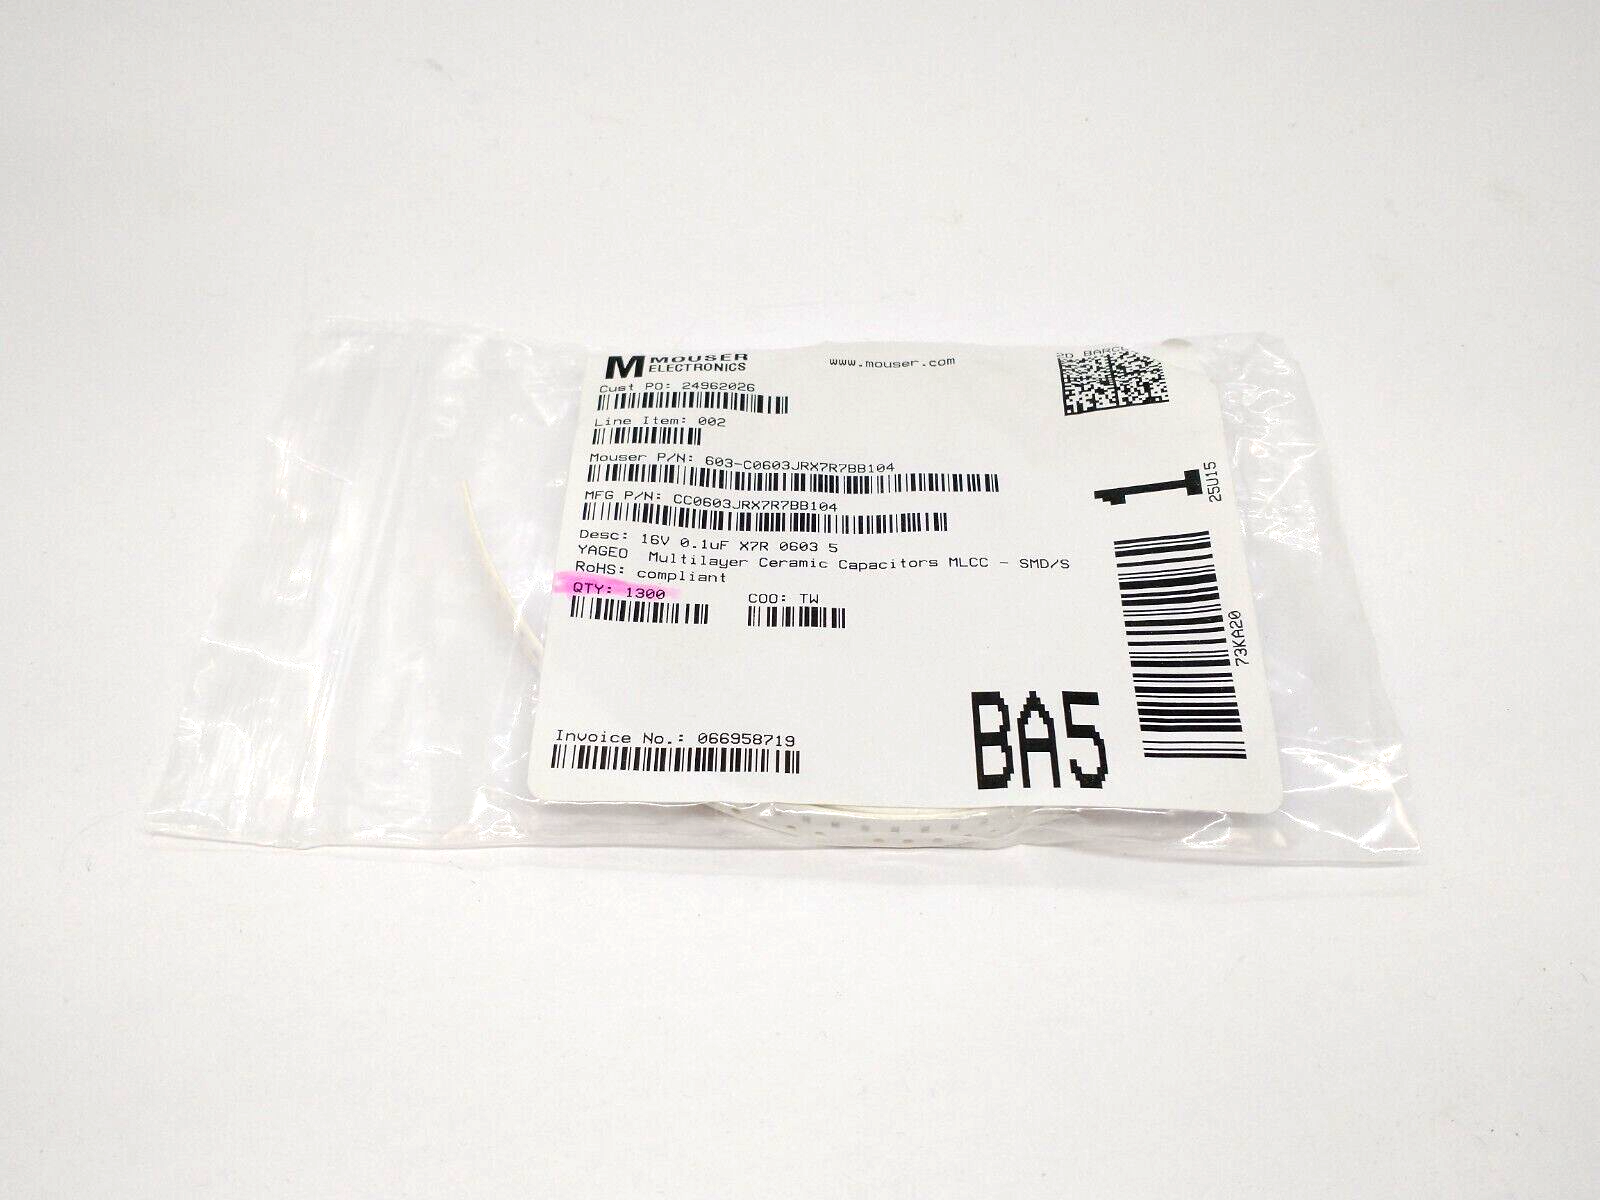 MOUSER
ELECTRONICS
www.mouser.com
2D BARC
Cust PO: 24962026
Line Item: 002
Mouser P/N: 603-C0603JRX7R7BB104
MFG P/N: CC0603JRX7R7BB104
Desc: 16V 0.1uF X7R 0603 5
YAGEO Multilayer Ceramic Capacitors MLCC - SMD/S
RoHS: compliant
QTY: 1300
COO: TW
Invoice No.: 066958719
BA5
1
25U15
73KA20